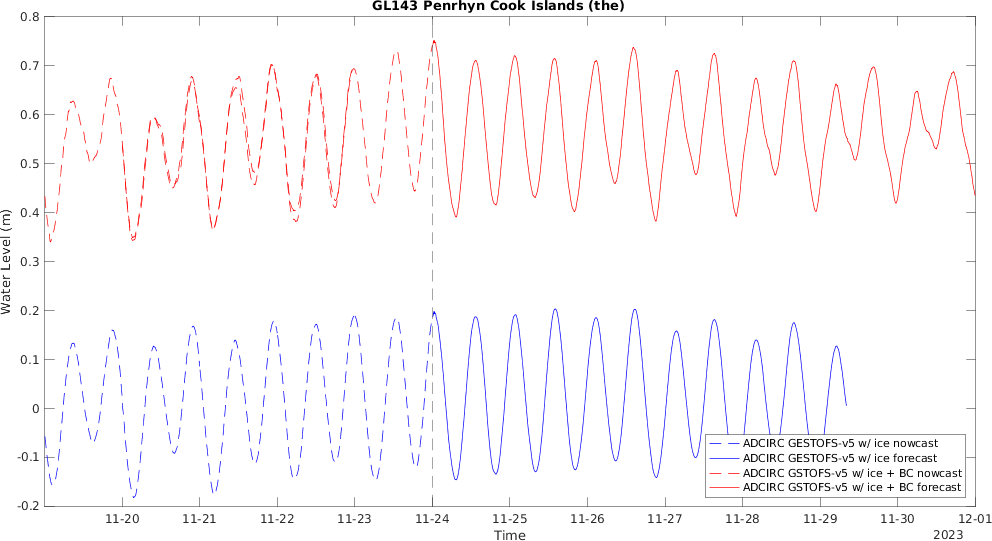 GL143 Penrhyn Cook Islands (the)
Water Level (m)
0.8
0.7
0.6
0.5
0.4
0.3
0.2
0.1
0
-0.1
-0.2
ADCIRC GESTOFS-v5 w/ ice nowcast
ADCIRC GESTOFS-v5 w/ ice forecast
ADCIRC GSTOFS-v5 w/ ice + BC nowcast
ADCIRC GSTOFS-v5 w/ ice + BC forecast
11-20 11-21 11-22 11-23 11-24 11-25 11-26 11-27 11-28 11-29 11-30 12-01
Time
2023